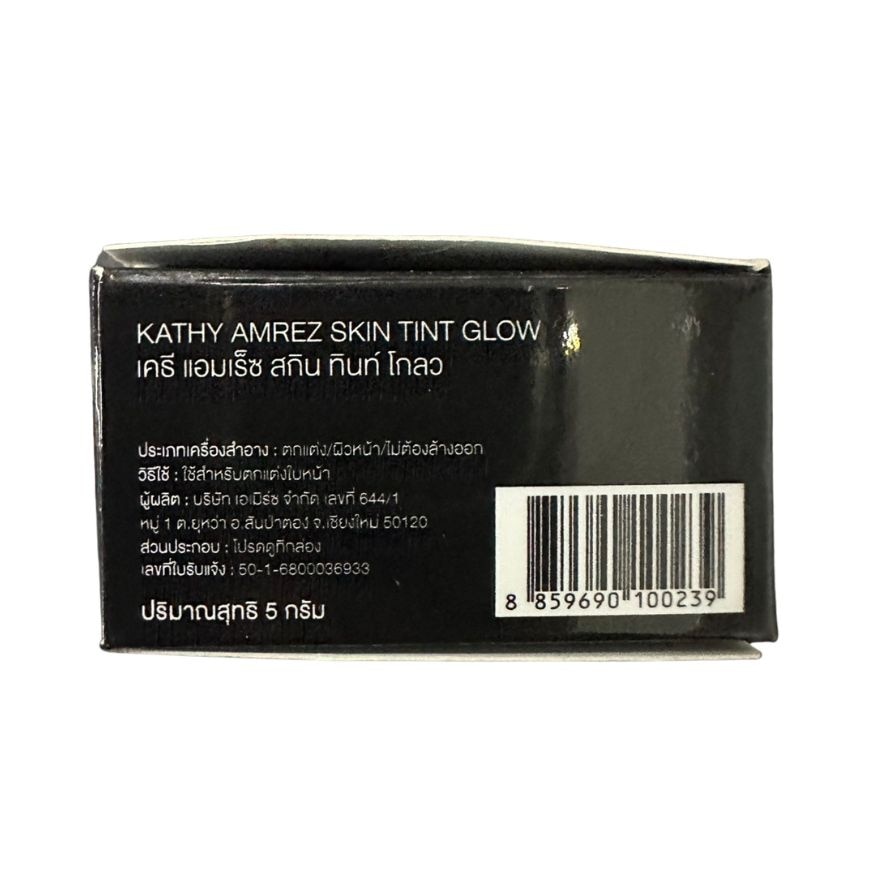 KATHY AMREZ SKIN TINT GLOW
เคธี แอมเร็ซ สกิน ทินท์ โกลว
ประเภทเครื่องสำอาง : ตกแต่ง/ผิวหน้า/ไม่ต้องล้างออก
วิธีใช้ : ใช้สำหรับตกแต่งใบหน้า
ผู้ผลิต : บริษัท เอเมิร์ซ จำกัด เลขที่ 644/1
หมู่ 1 ต.ยุหว่า อ.สันป่าตอง จ.เชียงใหม่ 50120
ส่วนประกอบ : โปรดดูที่กล่อง
เลขที่ใบรับแจ้ง : 50-1-6800036933
ปริมาณสุทธิ 5 กรัม
8 859690 100239